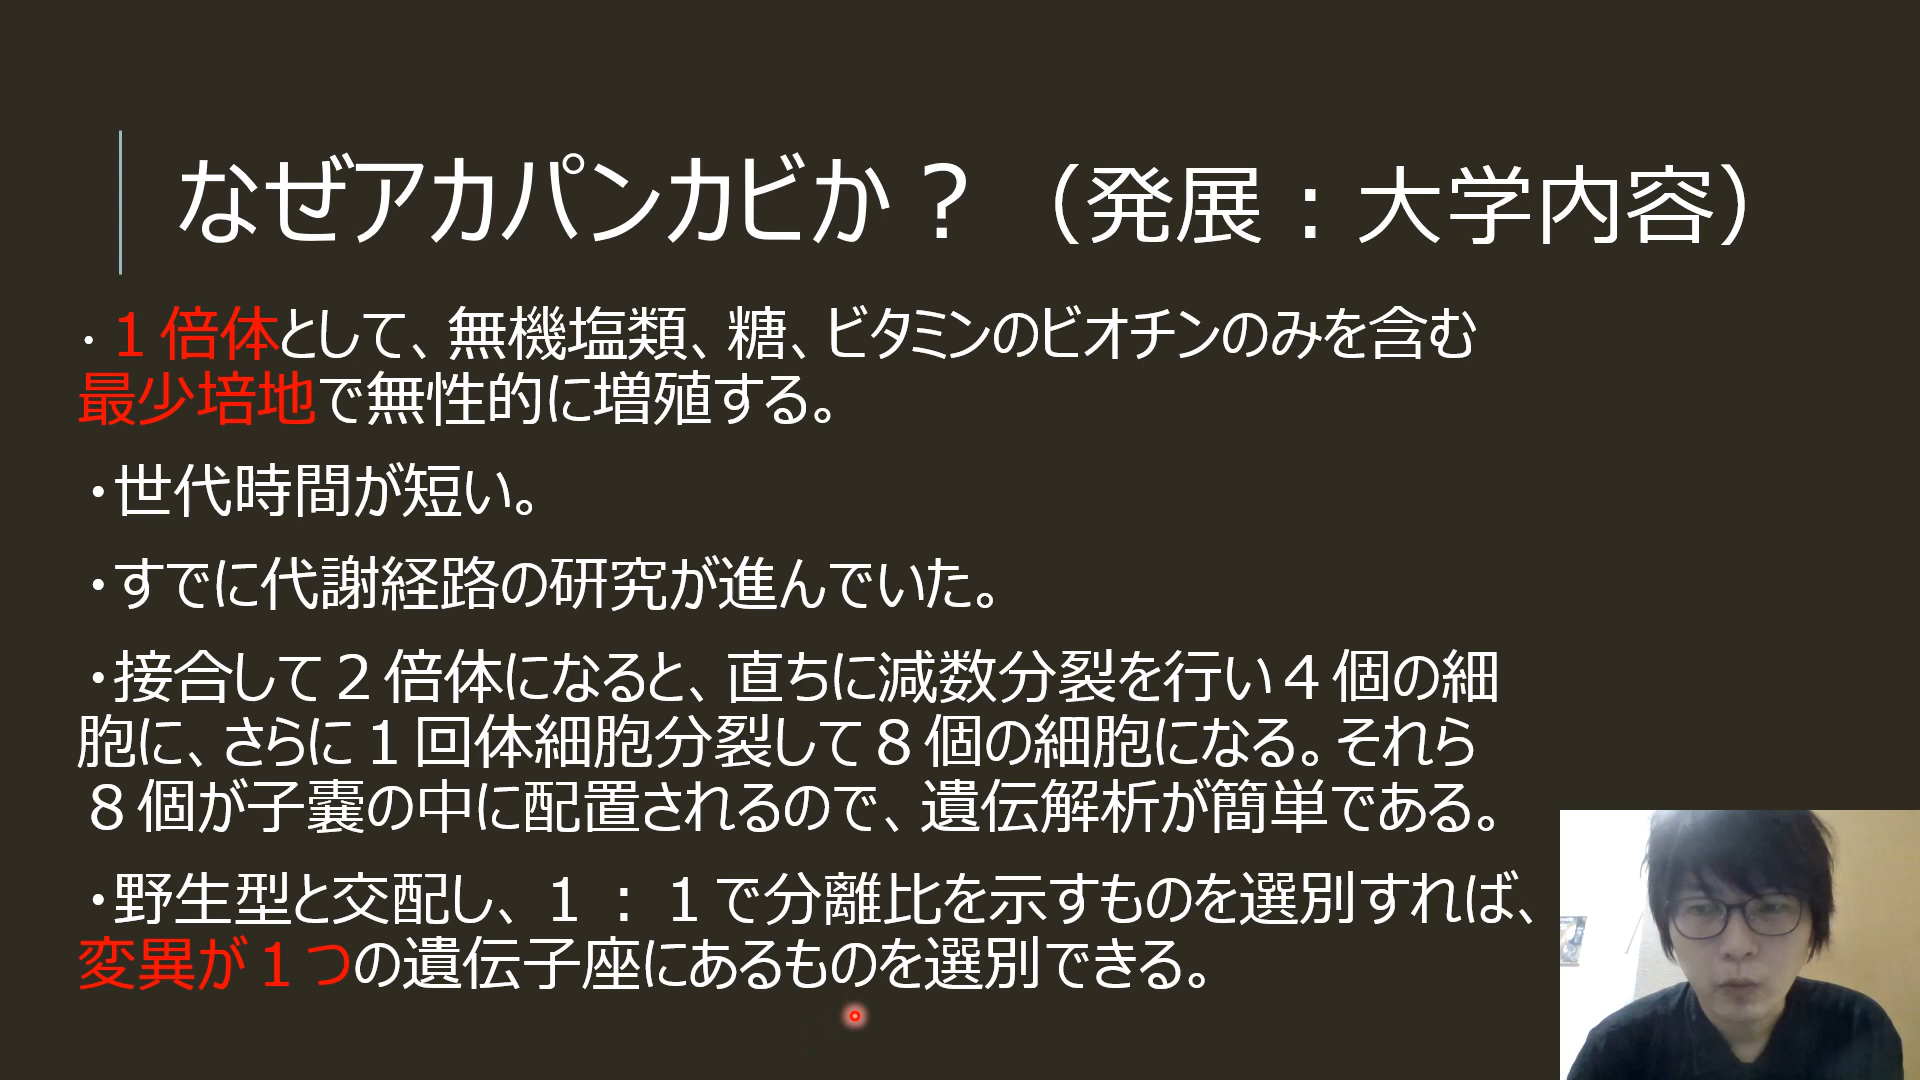 なぜアカパンカビか？（発展：大学内容）
・１倍体として、無機塩類、糖、ビタミンのビオチンのみを含む
最少培地で無性的に増殖する。
・世代時間が短い。
・すでに代謝経路の研究が進んでいた。
・接合して２倍体になると、直ちに減数分裂を行い４個の細
胞に、さらに１回体細胞分裂して８個の細胞になる。それら
８個が子嚢の中に配置されるので、遺伝解析が簡単である。
・野生型と交配し、１：１で分離比を示すものを選別すれば、
変異が１つの遺伝子座にあるものを選別できる。